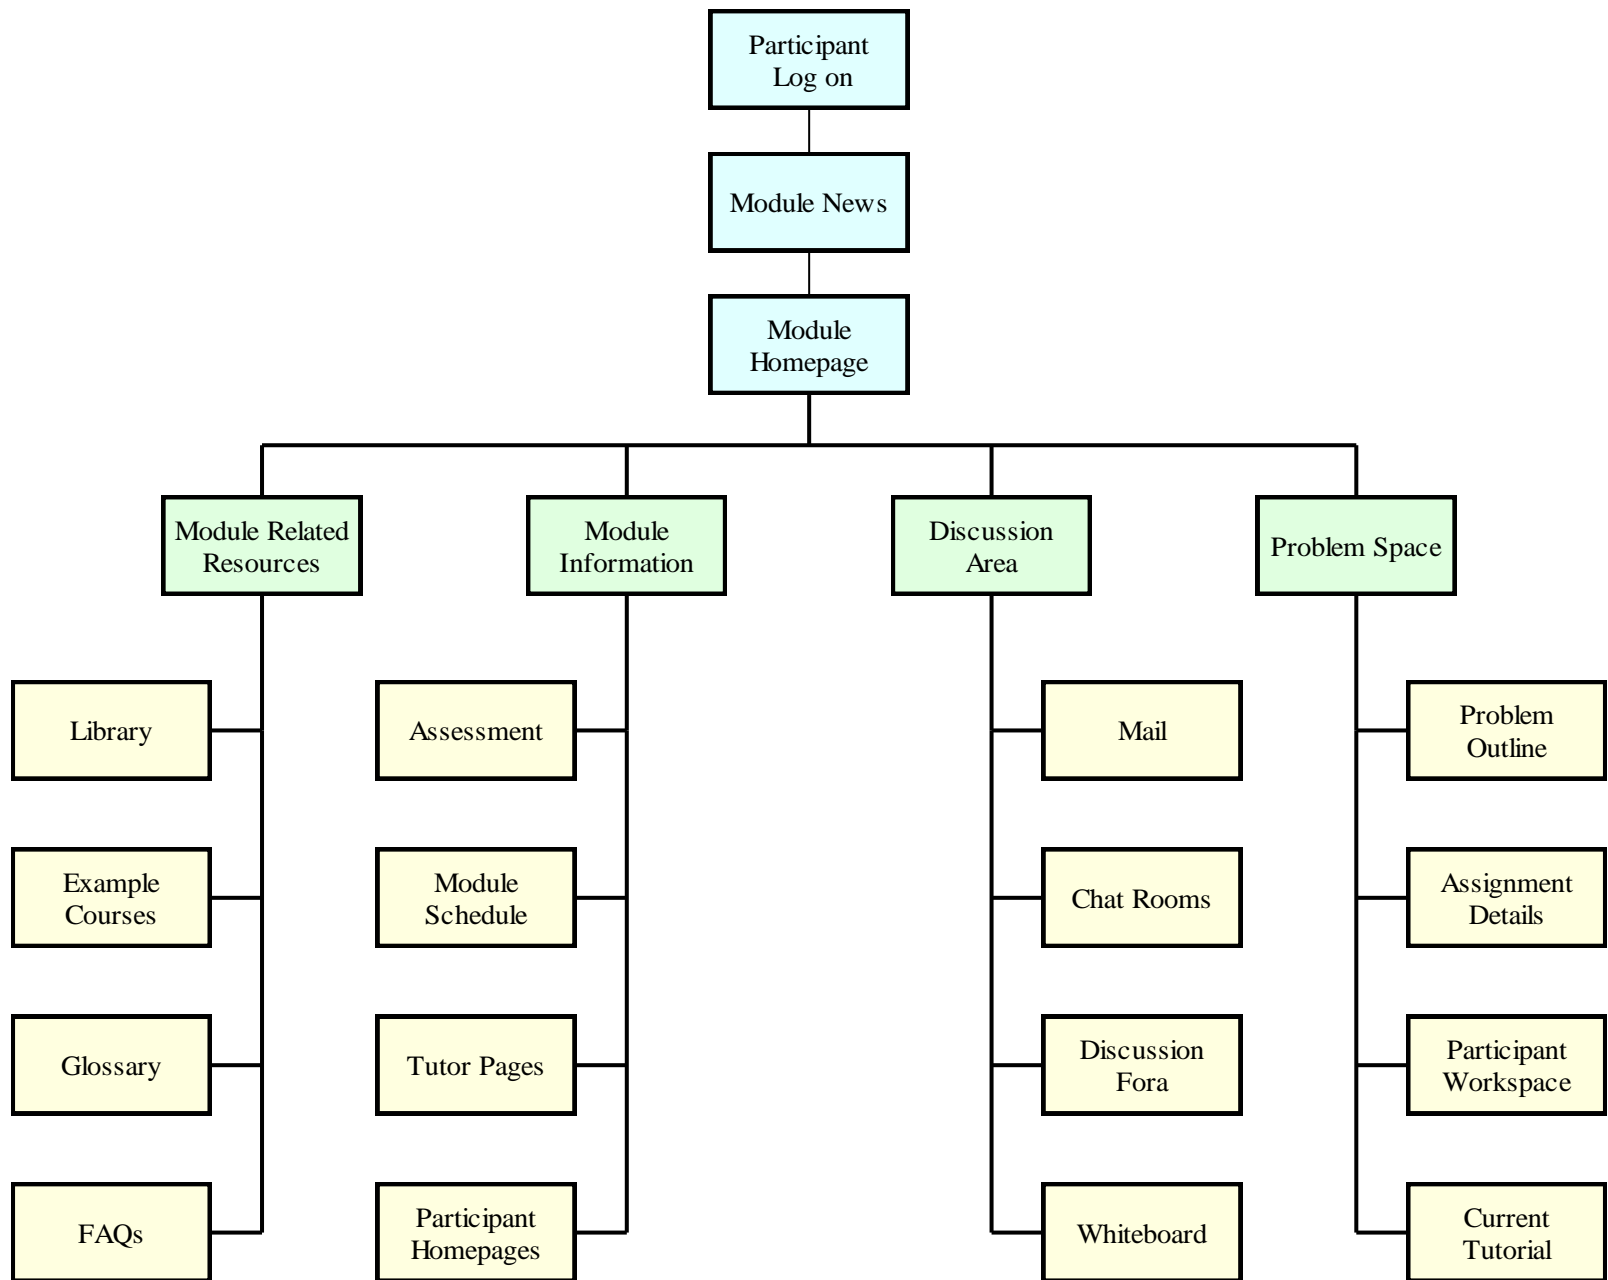 Participant
Log on
Module News
Module
Homepage
Module Related
Resources
Module
Information
Discussion
Area
Problem Space
Library
Example
Courses
Glossary
FAQs
Assessment
Module
Schedule
Tutor Pages
Participant
Homepages
Mail
Chat Rooms
Discussion
Fora
Whiteboard
Problem
Outline
Assignment
Details
Participant
Workspace
Current
Tutorial